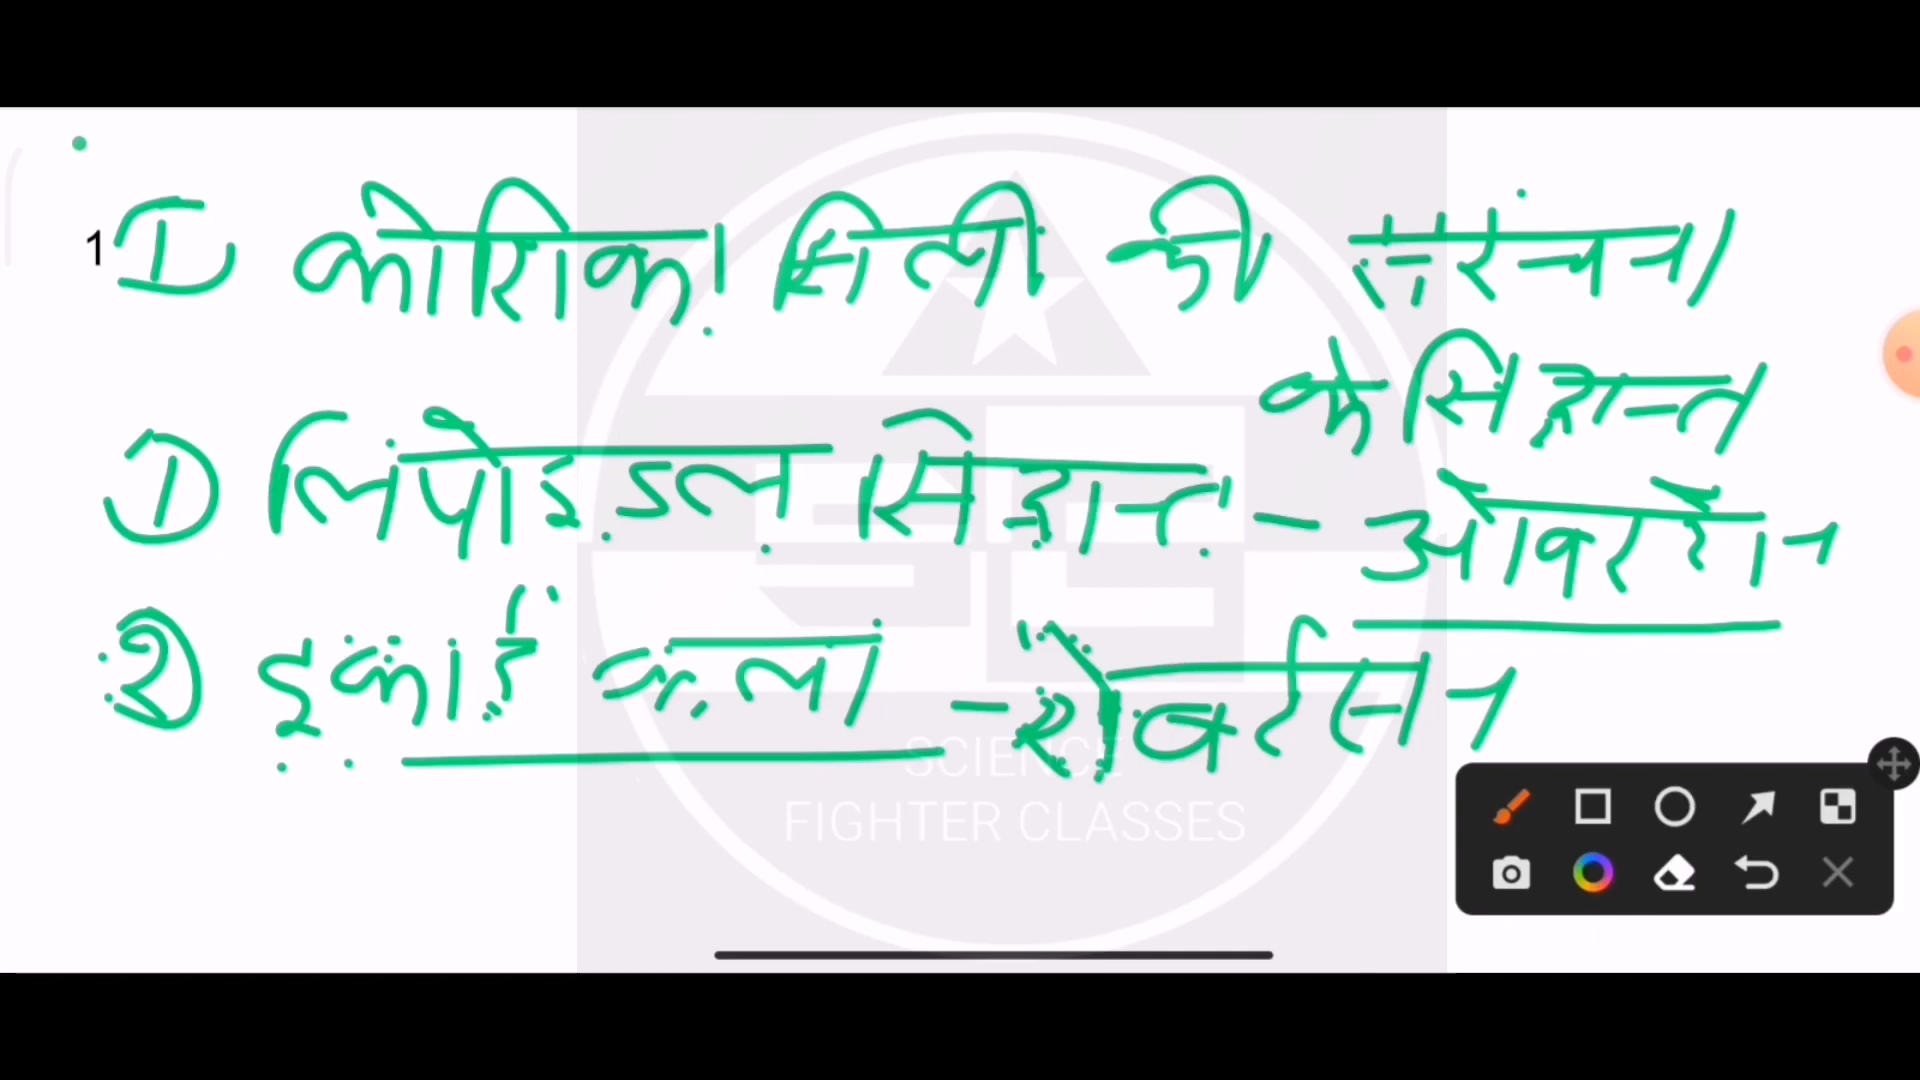 1 I कोशिका झिल्ली की संरचना
के सिद्धान्त
① लिपोइडल सिद्धान्त - ओवरटोन
② इकाई कला - रोबर्टसन
SCIENCE
FIGHTER CLASSES